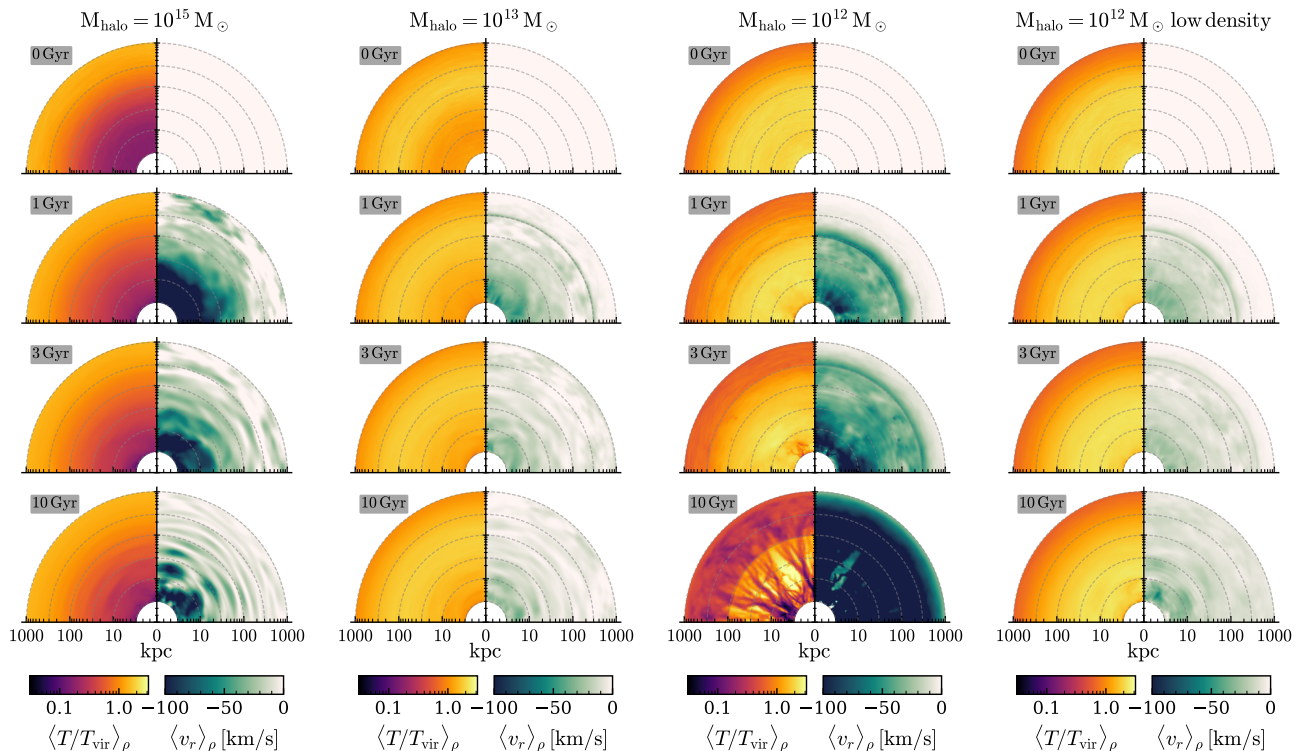 M_halo = 10^15 M_⊙
M_halo = 10^13 M_⊙
M_halo = 10^12 M_⊙
M_halo = 10^12 M_⊙ low density
0 Gyr
0 Gyr
0 Gyr
0 Gyr
1 Gyr
1 Gyr
1 Gyr
1 Gyr
3 Gyr
3 Gyr
3 Gyr
3 Gyr
10 Gyr
10 Gyr
10 Gyr
10 Gyr
1000 100 10 0 10 100 1000
1000 100 10 0 10 100 1000
1000 100 10 0 10 100 1000
1000 100 10 0 10 100 1000
kpc
kpc
kpc
kpc
0.1 1.0 −100 −50 0
0.1 1.0 −100 −50 0
0.1 1.0 −100 −50 0
0.1 1.0 −100 −50 0
⟨T/T_vir⟩_ρ ⟨v_r⟩_ρ [km/s]
⟨T/T_vir⟩_ρ ⟨v_r⟩_ρ [km/s]
⟨T/T_vir⟩_ρ ⟨v_r⟩_ρ [km/s]
⟨T/T_vir⟩_ρ ⟨v_r⟩_ρ [km/s]